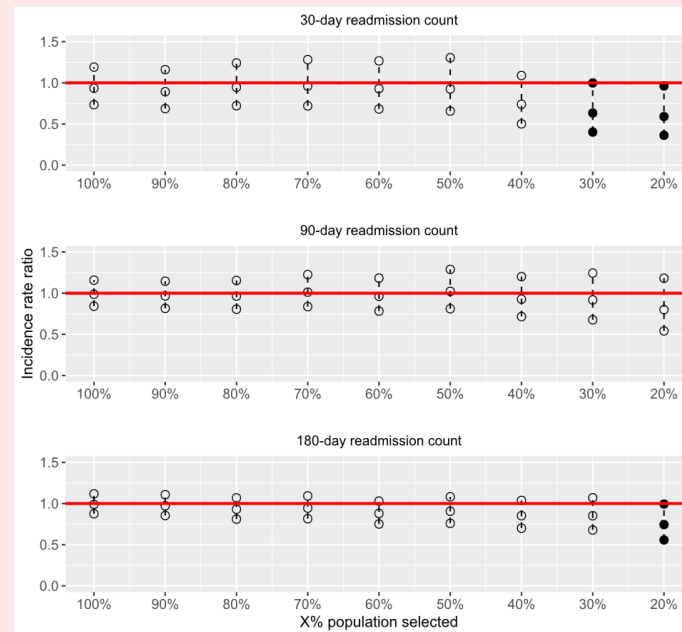 30-day readmission count
1.5
1.0
0.5
0.0
100% 90% 80% 70% 60% 50% 40% 30% 20%
90-day readmission count
Incidence rate ratio
1.5
1.0
0.5
0.0
100% 90% 80% 70% 60% 50% 40% 30% 20%
180-day readmission count
1.5
1.0
0.5
0.0
100% 90% 80% 70% 60% 50% 40% 30% 20%
X% population selected